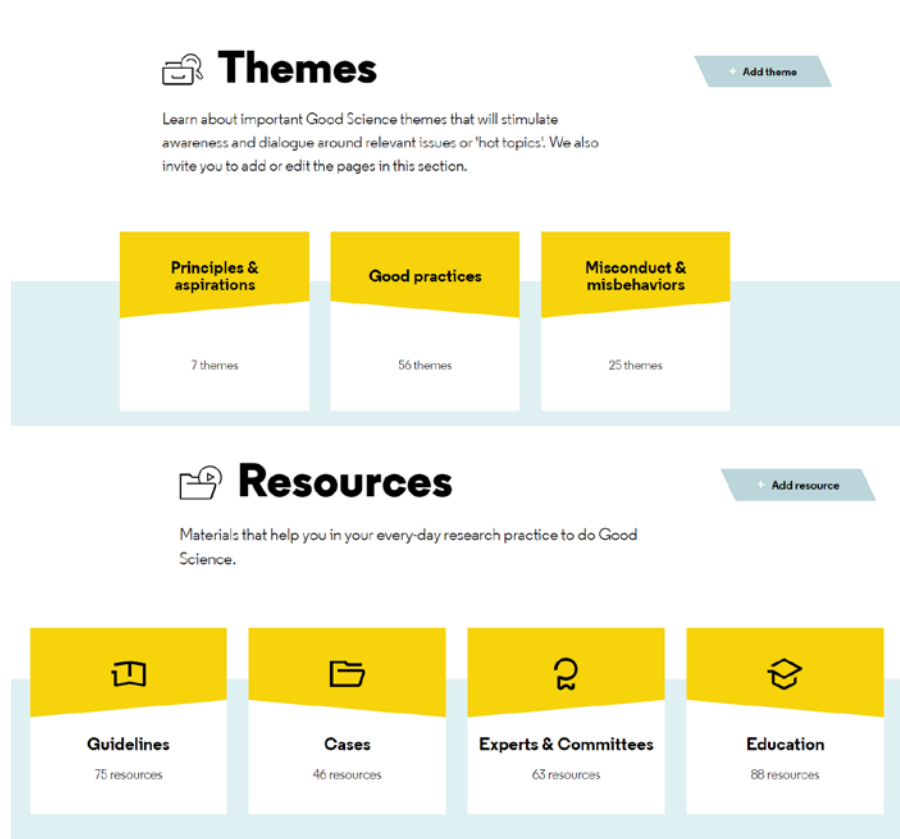 Themes
+ Add theme
Learn about important Good Science themes that will stimulate
awareness and dialogue around relevant issues or 'hot topics'. We also
invite you to add or edit the pages in this section.
Principles &
aspirations
Good practices
Misconduct &
misbehaviors
7 themes
56 themes
25 themes
Resources
+ Add resource
Materials that help you in your every-day research practice to do Good
Science.
Guidelines
Cases
Experts & Committees
Education
75 resources
46 resources
63 resources
88 resources